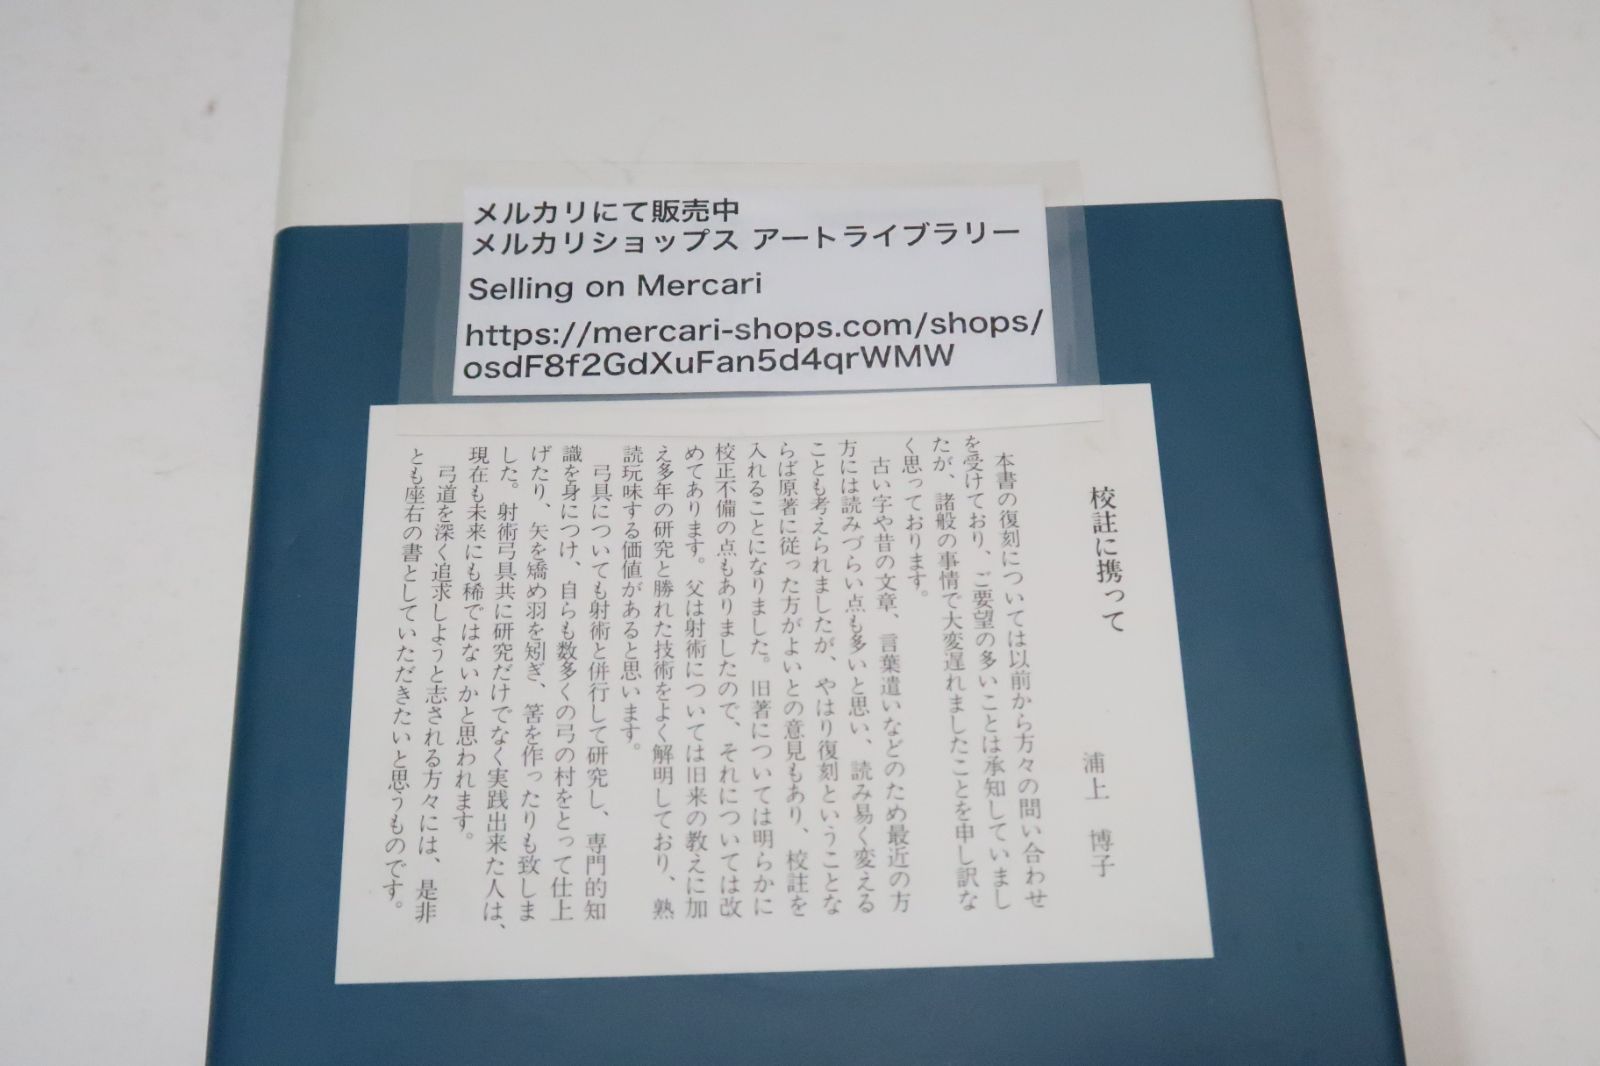 メルカリにて販売中
メルカリショップス アートライブラリー
Selling on Mercari
https://mercari-shops.com/shops/
osdF8f2GdXuFan5d4qrWMW
校註に携って
浦上 博子
本書の復刻については以前から方々の問い合わせ
を受けており、ご要望の多いことは承知していまし
たが、諸般の事情で大変遅れましたことを申し訳な
く思っております。
古い字や昔の文章、言葉遣いなどのため最近の方
方には読みづらい点も多いと思い、読み易く変える
ことも考えられましたが、やはり復刻ということな
らば原著に従った方がよいとの意見もあり、校註を
入れることになりました。旧著については明らかに
校正不備の点もありましたので、それについては改
めてあります。父は射術については旧来の教えに加
え多年の研究と勝れた技術をよく解明しており、熟
読玩味する価値があると思います。
弓具についても射術と併行して研究し、専門的知
識を身につけ、自らも数多くの弓の村をとって仕上
げたり、矢を矯め羽を矧ぎ、筈を作ったりも致しま
した。射術弓具共に研究だけでなく実践出来た人は、
現在も未来にも稀ではないかと思われます。
弓道を深く追求しようと志される方々には、是非
とも座右の書としていただきたいと思うものです。